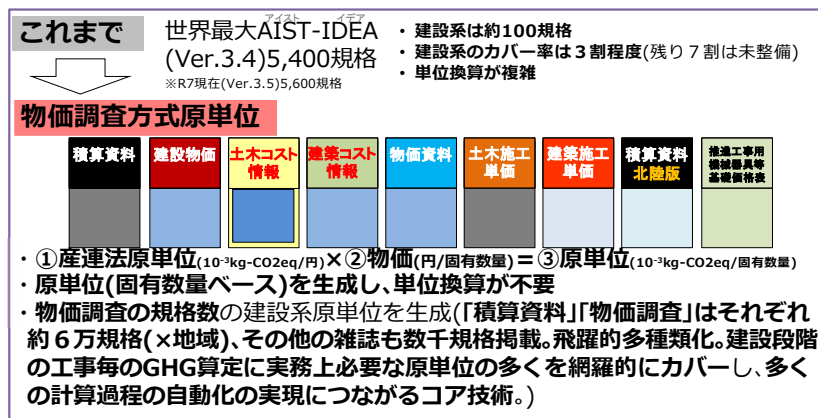 これまで
アイスト イデア
世界最大AIST-IDEA
(Ver.3.4)5,400規格
※R7現在(Ver.3.5)5,600規格
・建設系は約100規格
・建設系のカバー率は３割程度(残り７割は未整備)
・単位換算が複雑
物価調査方式原単位
積算資料
建設物価
土木コスト
情報
建築コスト
情報
物価資料
土木施工
単価
建築施工
単価
積算資料
北陸版
推進工事用
機械器具等
基礎価格表
・①産連法原単位(10-³kg-CO2eq/円)×②物価(円/固有数量)＝③原単位(10-³kg-CO2eq/固有数量)
・原単位(固有数量ベース)を生成し、単位換算が不要
・物価調査の規格数の建設系原単位を生成(｢積算資料｣｢物価調査｣はそれぞれ
約６万規格(×地域)､その他の雑誌も数千規格掲載｡飛躍的多種類化｡建設段階
の工事毎のGHG算定に実務上必要な原単位の多くを網羅的にカバーし､多く
の計算過程の自動化の実現につながるコア技術｡)